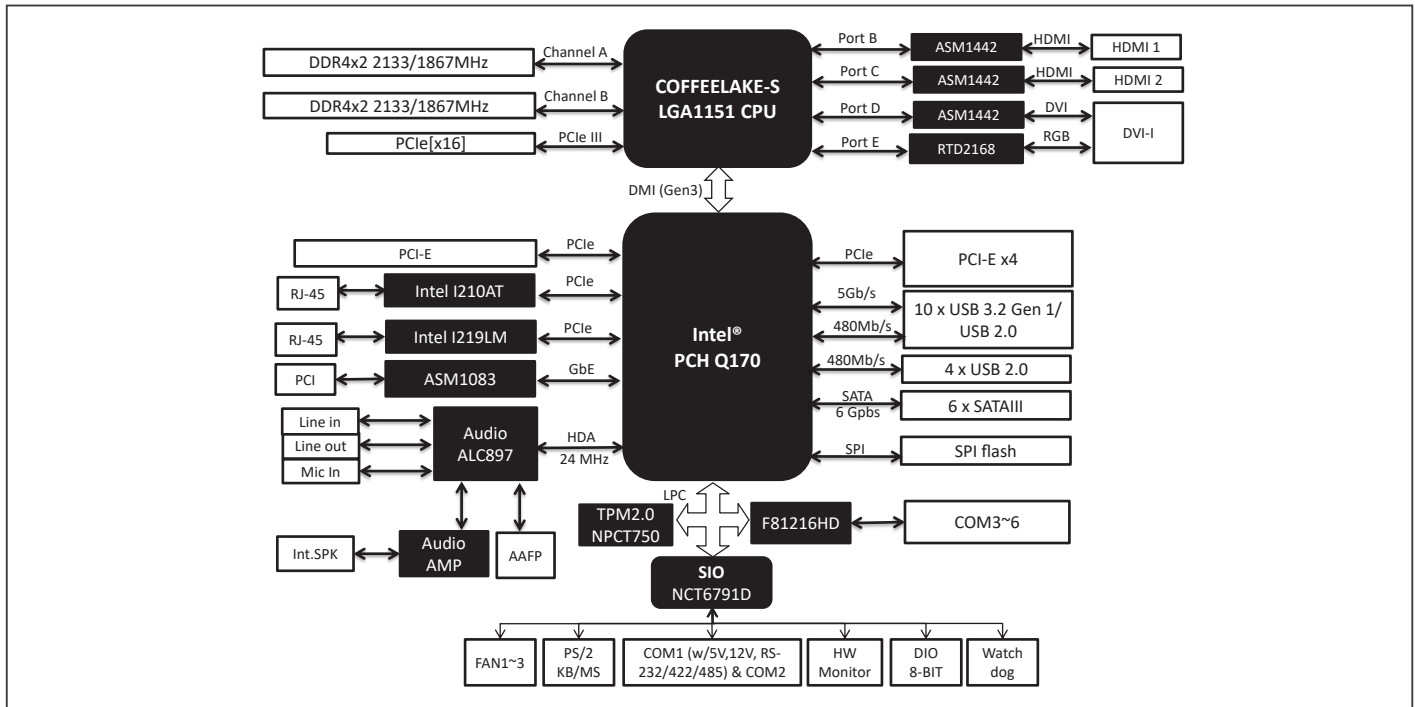 DDR4x2 2133/1867MHz
Channel A
DDR4x2 2133/1867MHz
Channel B
PCIe[x16]
PCIe III
COFFEELAKE-S
LGA1151 CPU
Port B
ASM1442
HDMI
HDMI 1
Port C
ASM1442
HDMI
HDMI 2
Port D
ASM1442
DVI
DVI-I
Port E
RTD2168
RGB
DMI (Gen3)
PCI-E
PCIe
RJ-45
Intel I210AT
PCIe
RJ-45
Intel I219LM
PCIe
PCI
ASM1083
GbE
Line in
Line out
Mic In
Audio
ALC897
HDA
24 MHz
Int.SPK
Audio
AMP
AAFP
Intel®
PCH Q170
PCIe
PCI-E x4
5Gb/s
480Mb/s
10 x USB 3.2 Gen 1/
USB 2.0
480Mb/s
4 x USB 2.0
SATA
6 Gpbs
6 x SATAIII
SPI
SPI flash
LPC
TPM2.0
NPCT750
F81216HD
COM3~6
SIO
NCT6791D
FAN1~3
PS/2
KB/MS
COM1 (w/5V,12V, RS-
232/422/485) & COM2
HW
Monitor
DIO
8-BIT
Watch
dog